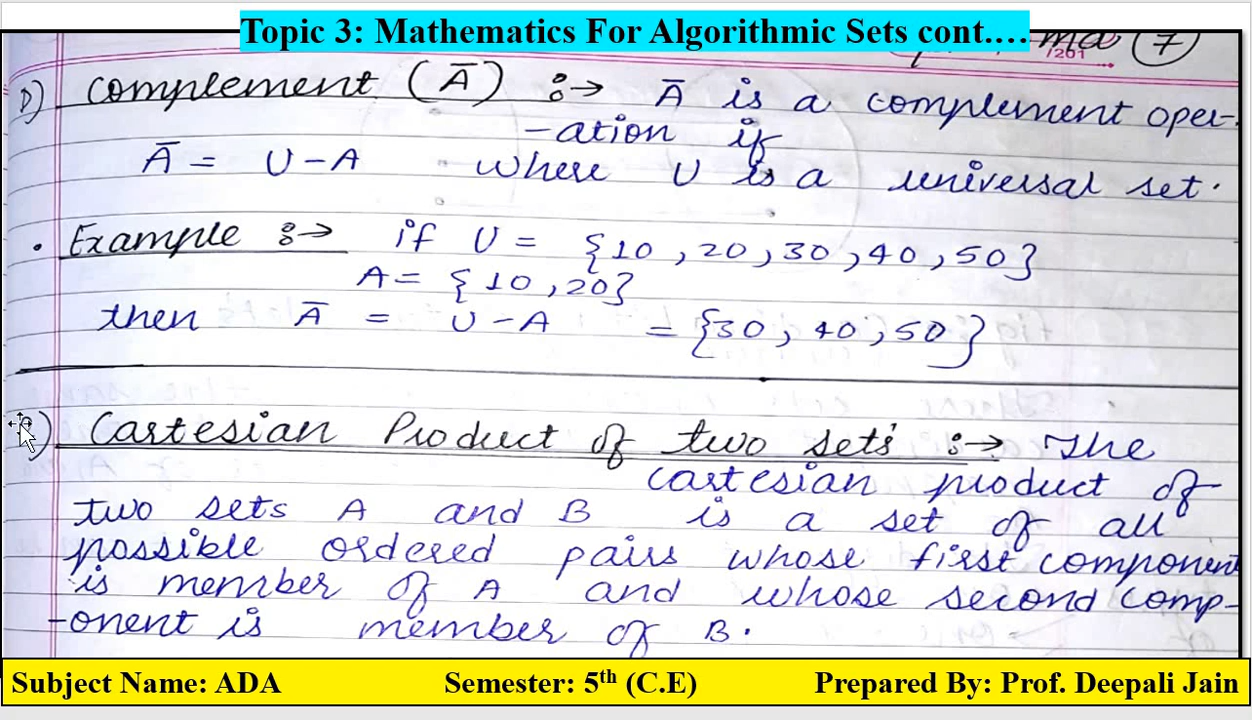 Topic 3: Mathematics For Algorithmic Sets cont.…
ma 7
/201
D) Complement (Ā) :→ Ā is a complement oper-
-ation if
Ā = U - A where U is a universal set.
• Example :→ if U = {10, 20, 30, 40, 50}
A = {10, 20}
then Ā = U - A = {30, 40, 50}
) Cartesian Product of two sets :→ The
cartesian product of
two sets A and B is a set of all
possible ordered pairs whose first component
is member of A and whose second comp-
-onent is member of B.
Subject Name: ADA Semester: 5th (C.E) Prepared By: Prof. Deepali Jain